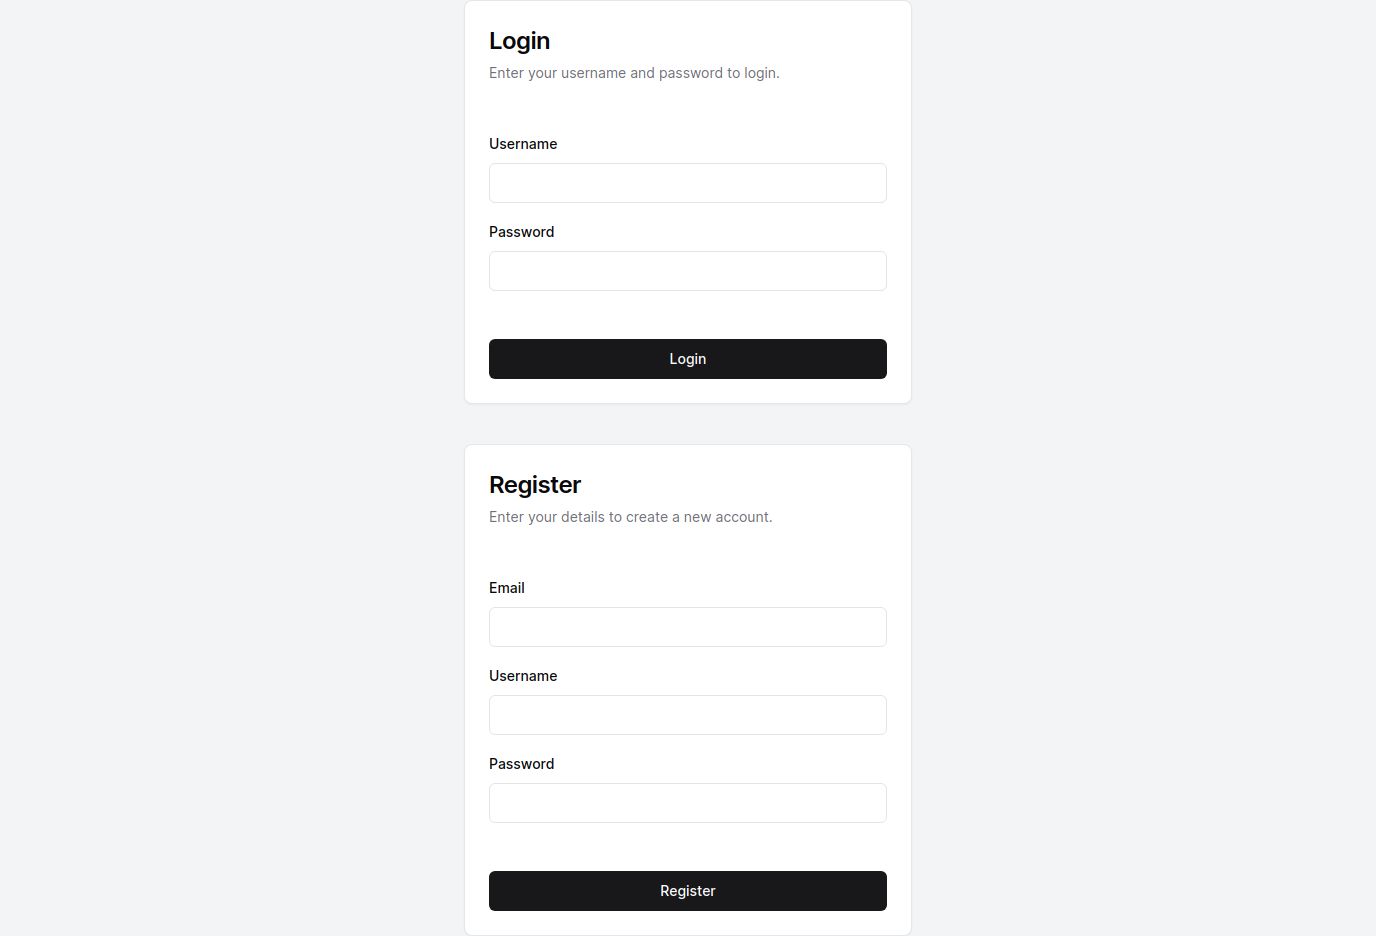 Login
Enter your username and password to login.
Username
Password
Login
Register
Enter your details to create a new account.
Email
Username
Password
Register